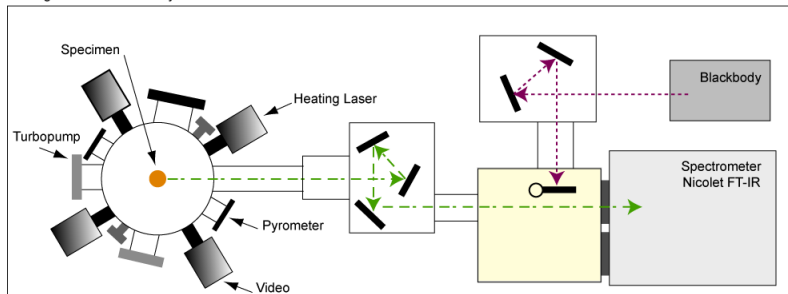 Specimen
Heating Laser
Blackbody
Turbopump
Spectrometer
Nicolet FT-IR
Pyrometer
Video